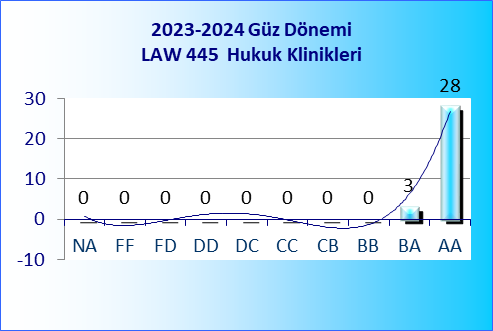 2023-2024 Güz Dönemi
LAW 445  Hukuk Klinikleri
28
30
20
10
0 0 0 0 0 0 0 0 3
0
-10
NA FF FD DD DC CC CB BB BA AA